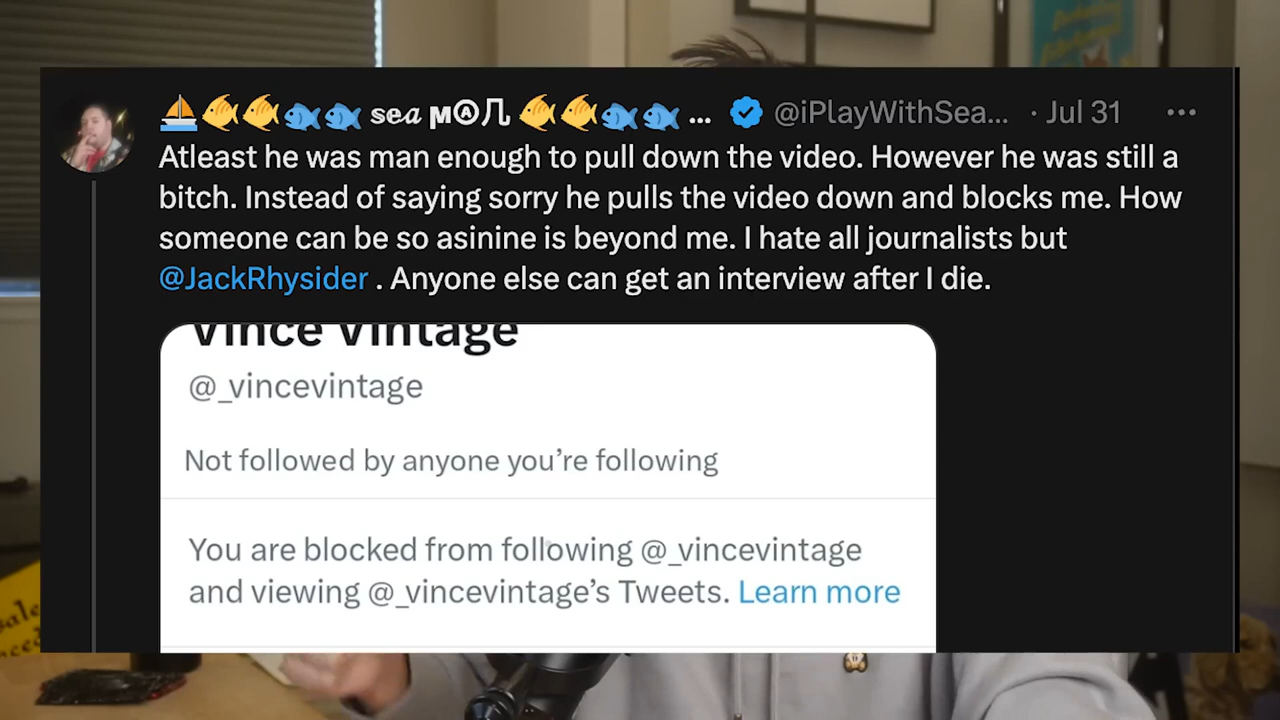 ⛵🐠🐠🐟🐟 𝕤𝕖𝒶 ᴍⒶ几 🐠🐠🐟🐟 ... @iPlayWithSea... · Jul 31 ...
Atleast he was man enough to pull down the video. However he was still a
bitch. Instead of saying sorry he pulls the video down and blocks me. How
someone can be so asinine is beyond me. I hate all journalists but
@JackRhysider . Anyone else can get an interview after I die.
Vince Vintage
@_vincevintage
Not followed by anyone you're following
You are blocked from following @_vincevintage
and viewing @_vincevintage's Tweets. Learn more